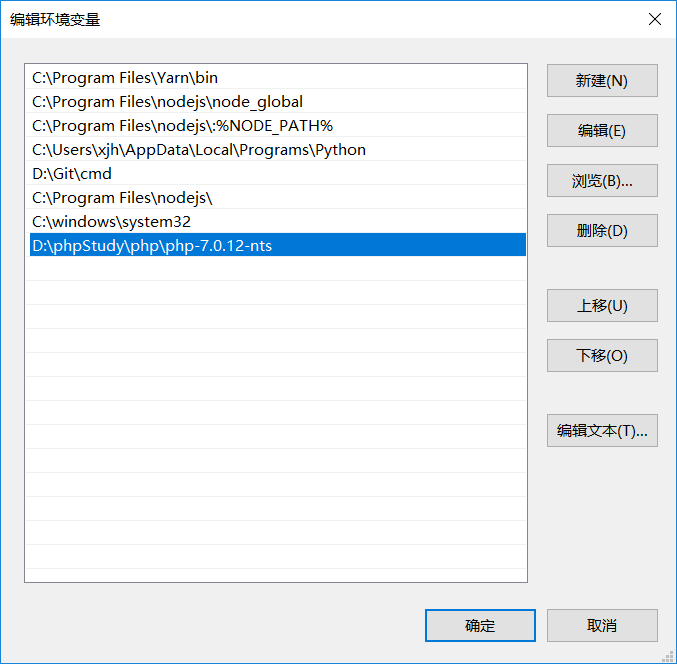 编辑环境变量
C:\Program Files\Yarn\bin
C:\Program Files\nodejs\node_global
C:\Program Files\nodejs\:%NODE_PATH%
C:\Users\xjh\AppData\Local\Programs\Python
D:\Git\cmd
C:\Program Files\nodejs\
C:\windows\system32
D:\phpStudy\php\php-7.0.12-nts
新建(N)
编辑(E)
浏览(B)...
删除(D)
上移(U)
下移(O)
编辑文本(T)...
确定
取消